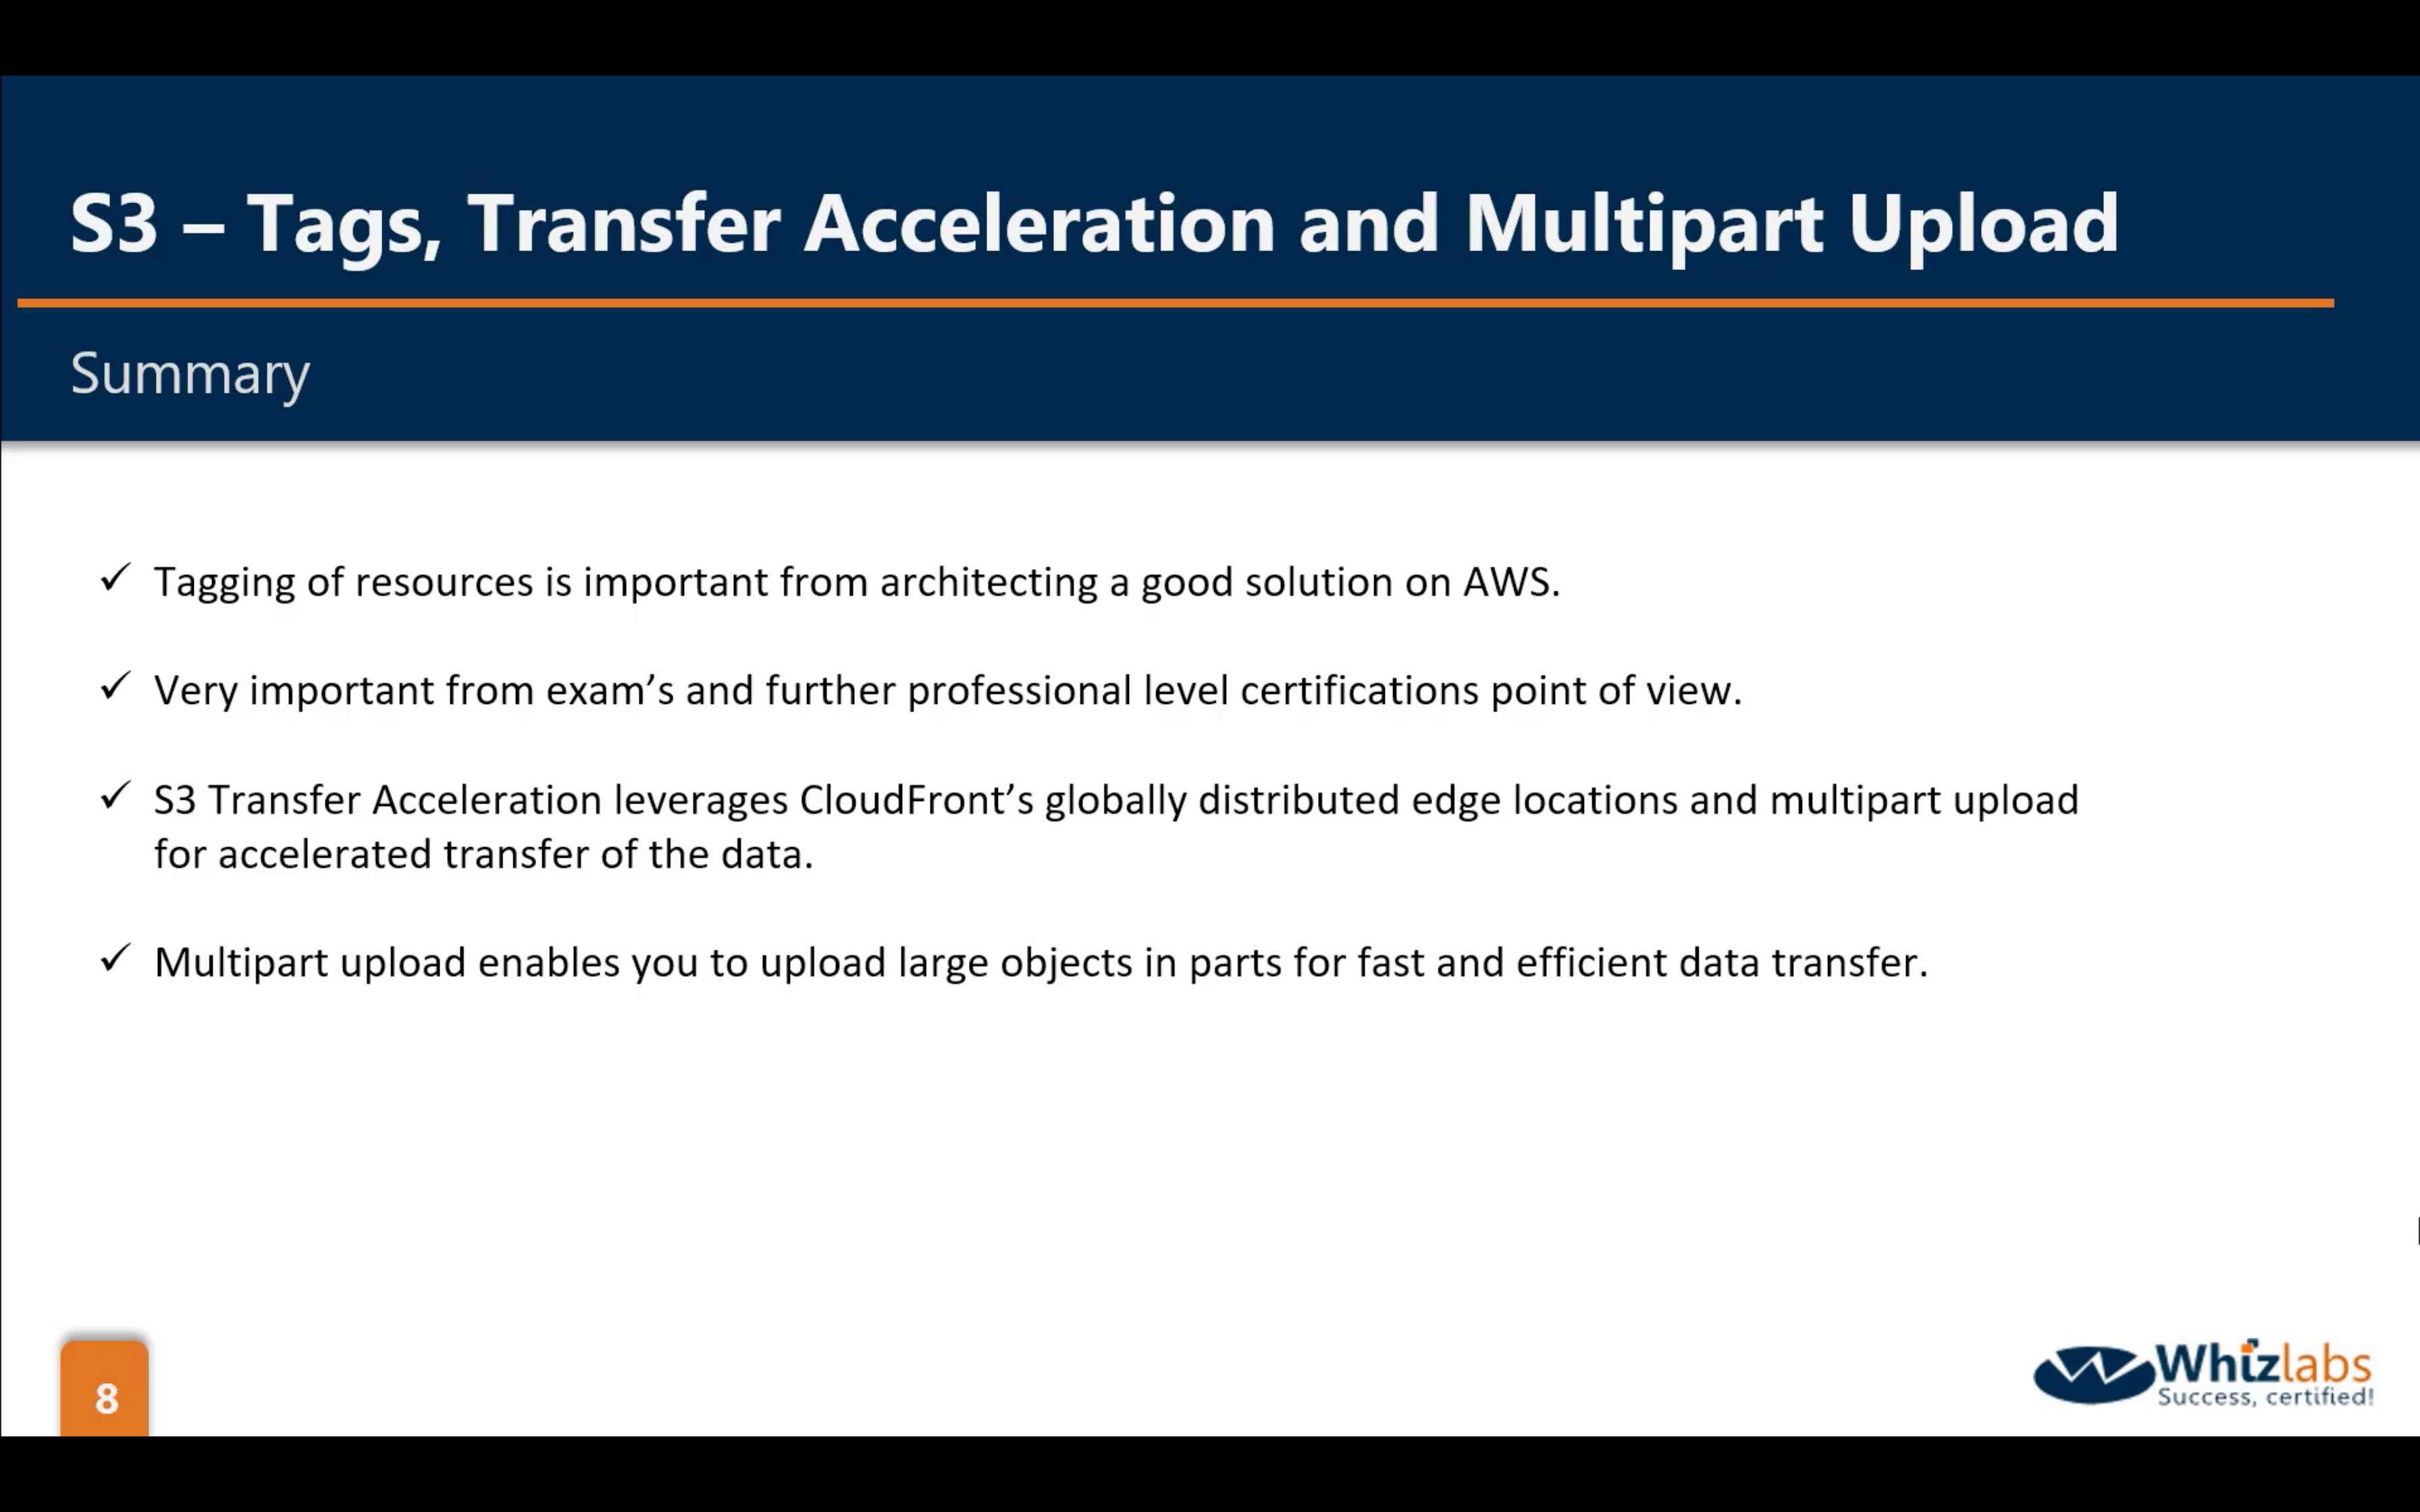 S3 – Tags, Transfer Acceleration and Multipart Upload
Summary
✓ Tagging of resources is important from architecting a good solution on AWS.
✓ Very important from exam’s and further professional level certifications point of view.
✓ S3 Transfer Acceleration leverages CloudFront’s globally distributed edge locations and multipart upload
for accelerated transfer of the data.
✓ Multipart upload enables you to upload large objects in parts for fast and efficient data transfer.
8
Whizlabs
Success, certified!